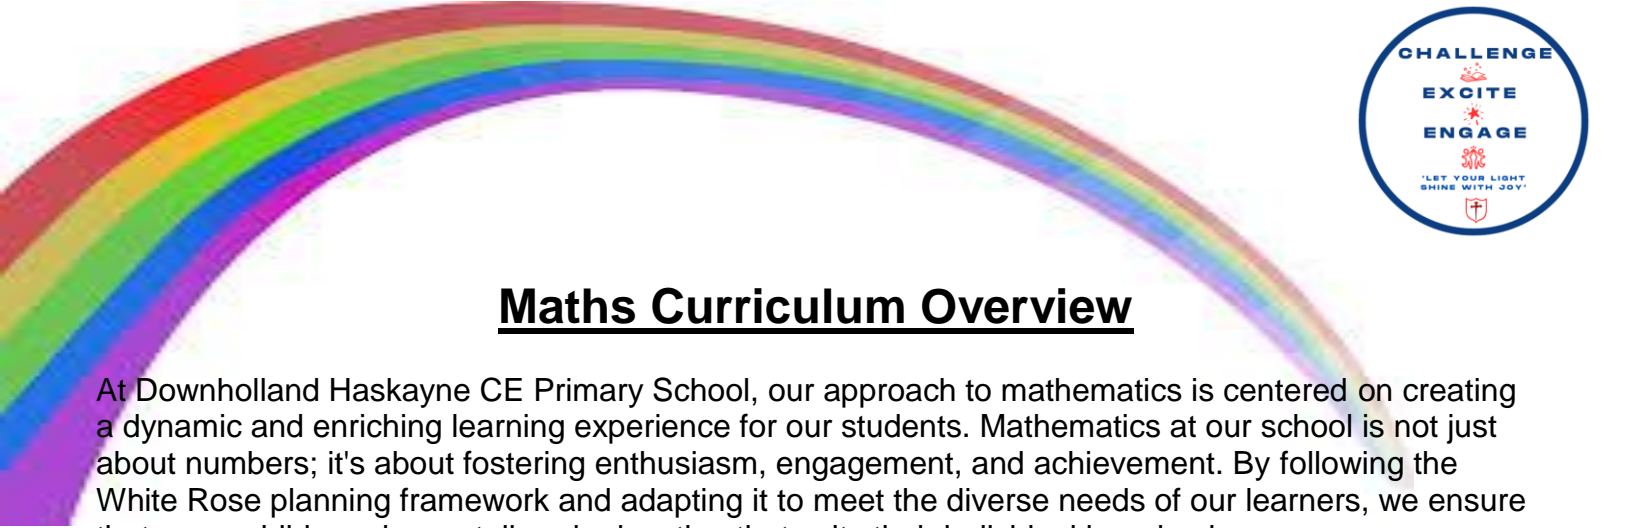 CHALLENGE
EXCITE
ENGAGE
'LET YOUR LIGHT
SHINE WITH JOY'
Maths Curriculum Overview
At Downholland Haskayne CE Primary School, our approach to mathematics is centered on creating
a dynamic and enriching learning experience for our students. Mathematics at our school is not just
about numbers; it's about fostering enthusiasm, engagement, and achievement. By following the
White Rose planning framework and adapting it to meet the diverse needs of our learners, we ensure